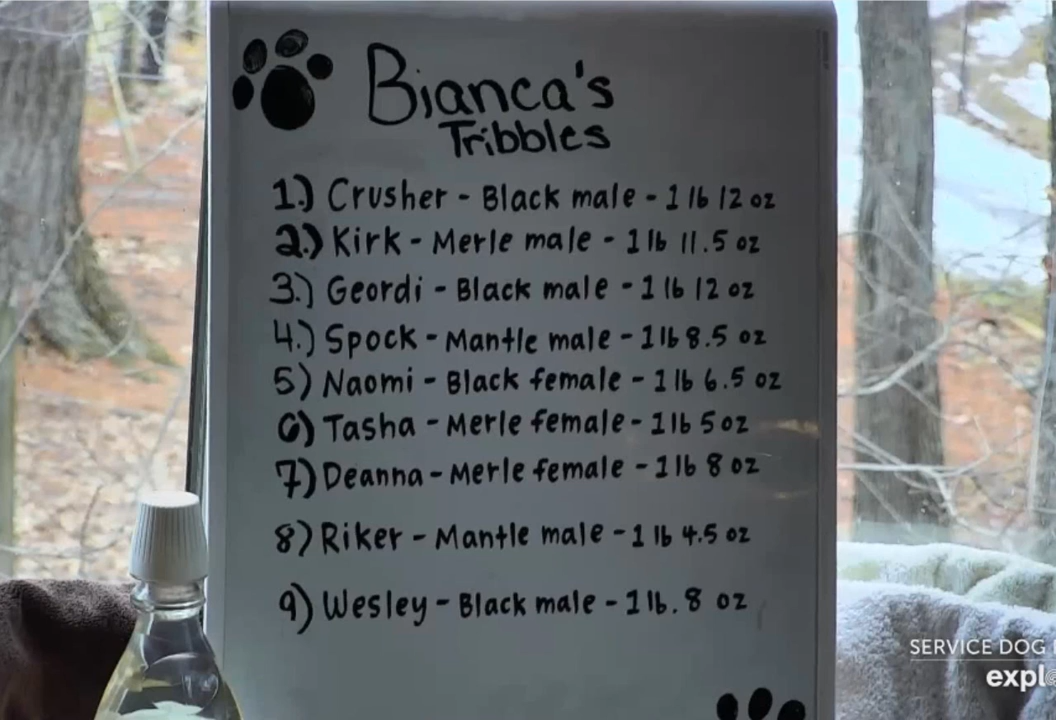 Bianca's
Tribbles
1.) Crusher - Black male - 1 lb 12 oz
2.) Kirk - Merle male - 1 lb 11.5 oz
3.) Geordi - Black male - 1 lb 12 oz
4.) Spock - Mantle male - 1 lb 8.5 oz
5) Naomi - Black female - 1 lb 6.5 oz
6) Tasha - Merle female - 1 lb 5 oz
7) Deanna - Merle female - 1 lb 8 oz
8) Riker - Mantle male - 1 lb 4.5 oz
9) Wesley - Black male - 1 lb. 8 oz
SERVICE DOG
expl